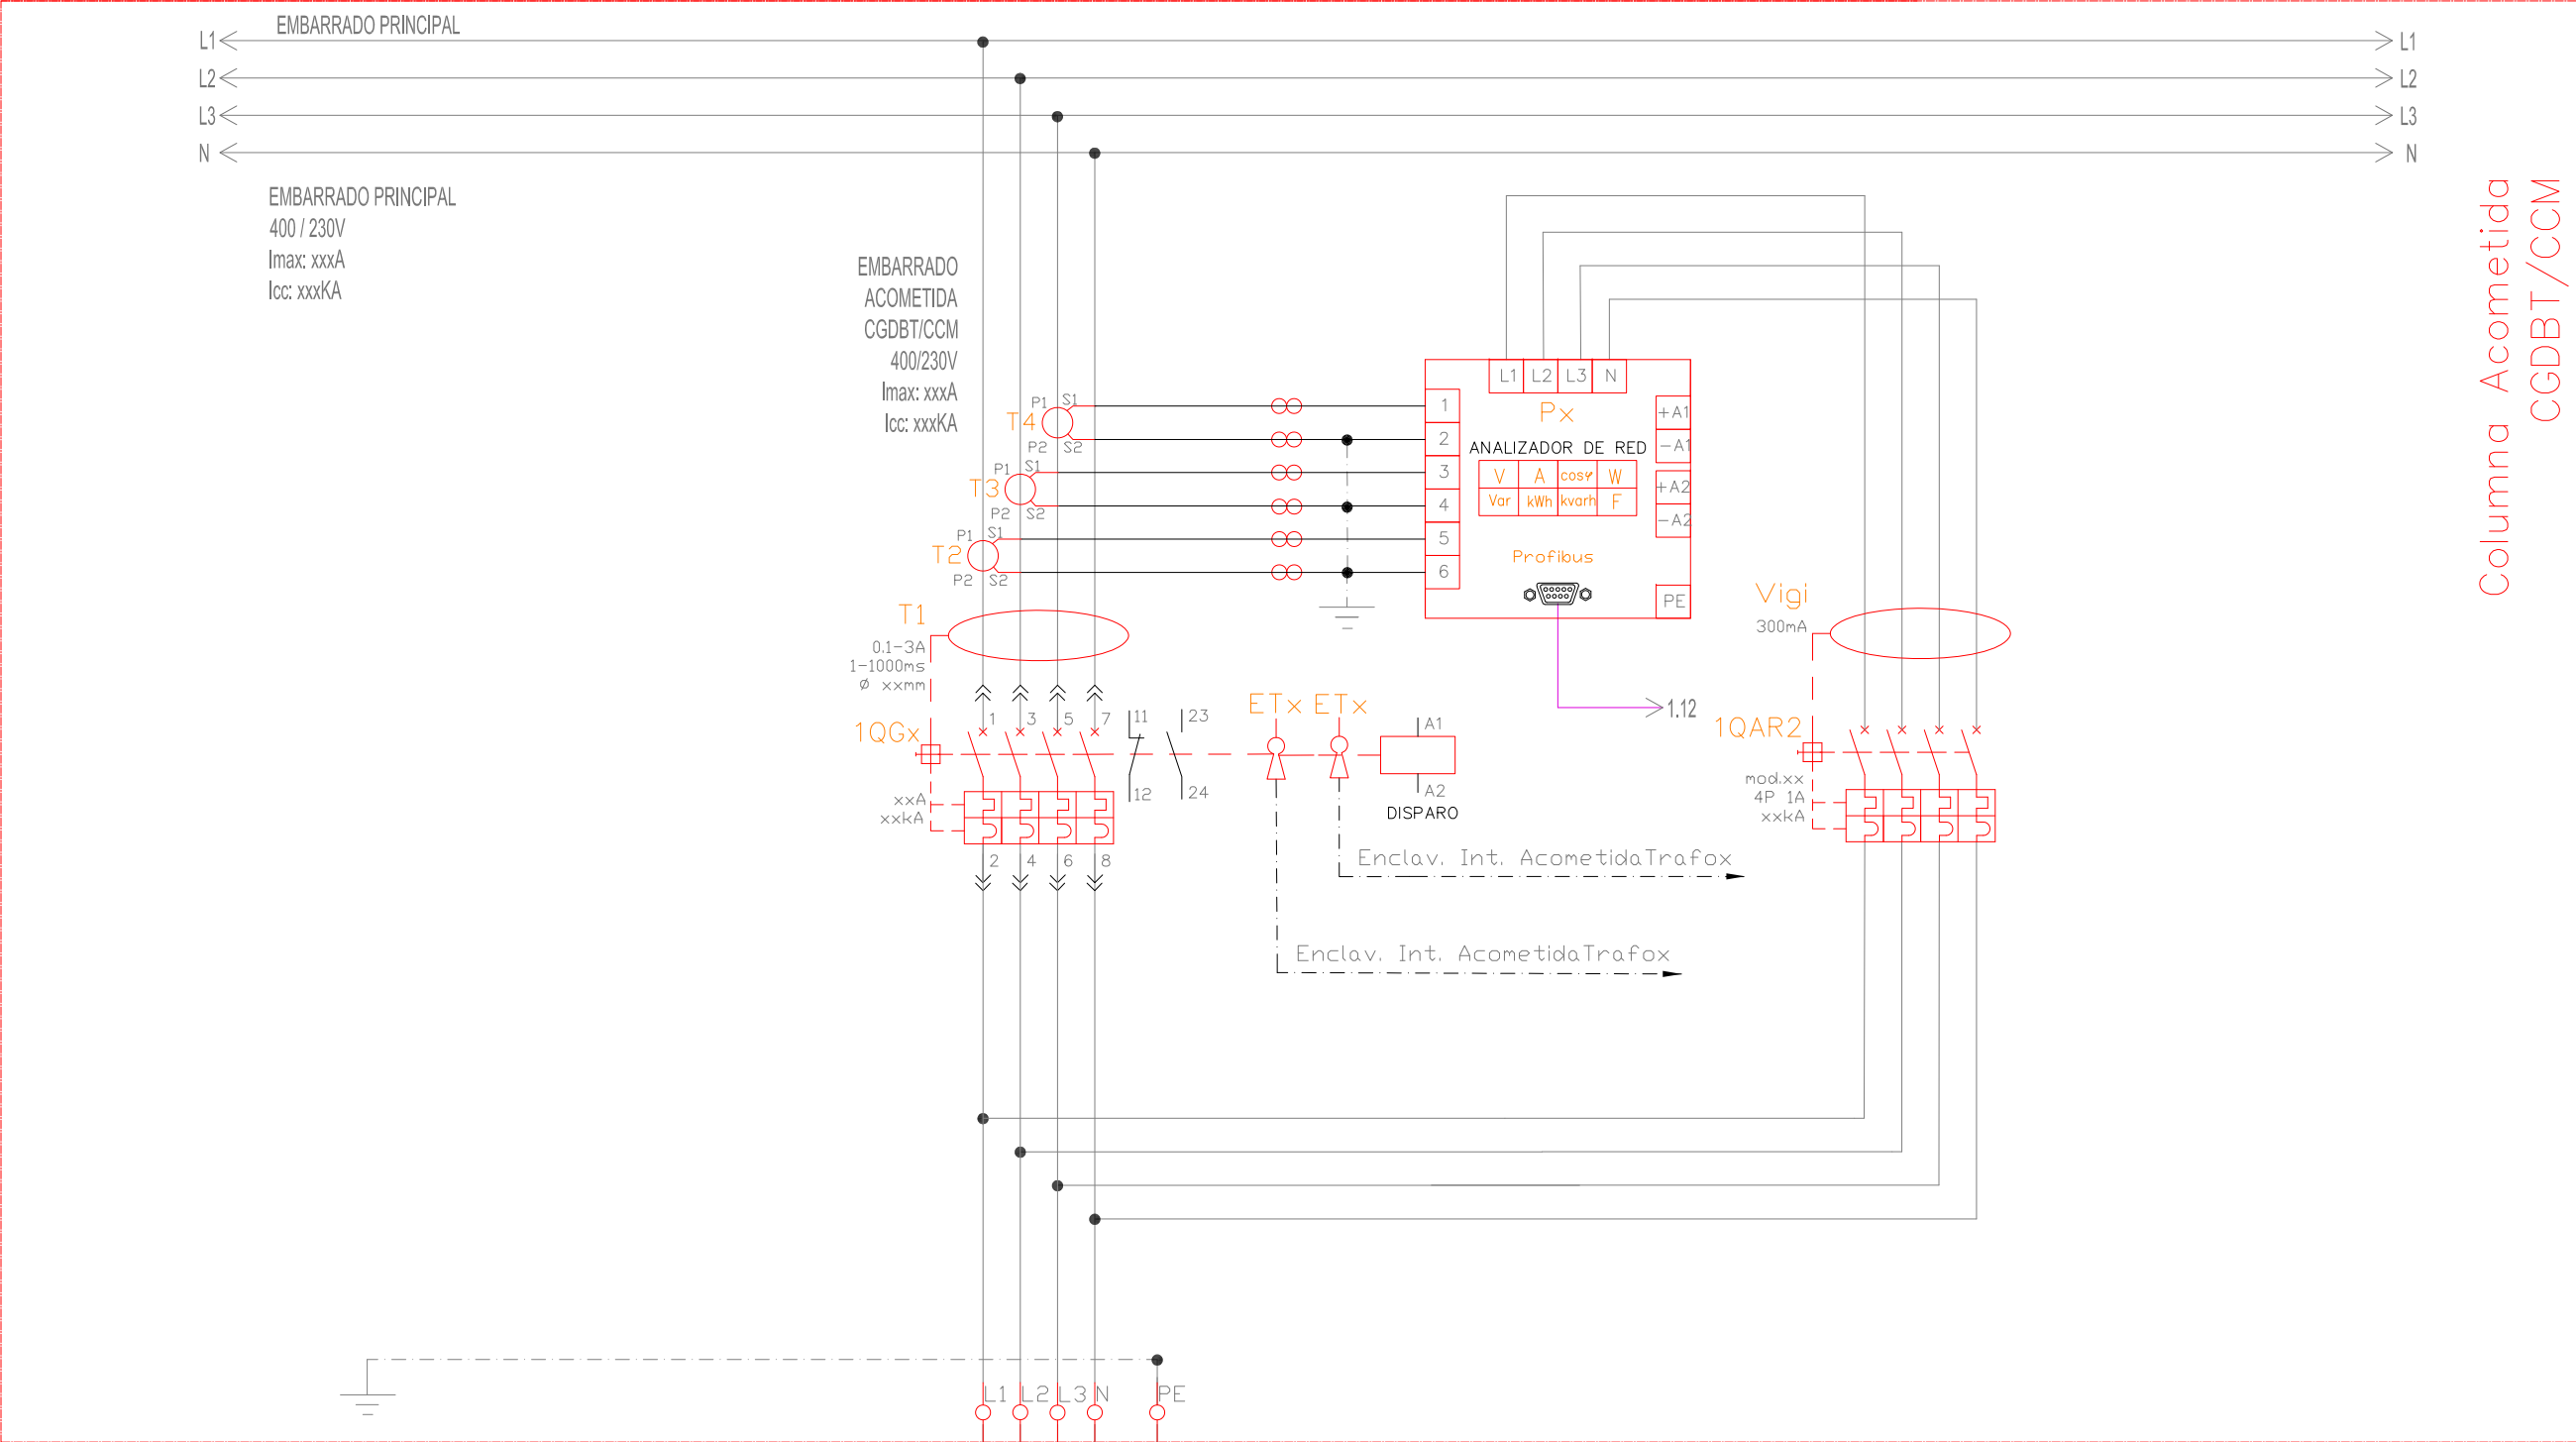 EMBARRADO PRINCIPAL
L1 L1
L2 L2
L3 L3
N N
EMBARRADO PRINCIPAL
400 / 230V
Imax: xxxA
Icc: xxxKA
EMBARRADO
ACOMETIDA
CGDBT/CCM
400/230V
Imax: xxxA
Icc: xxxKA
Columna Acometida
CGDBT/CCM
L1 L2 L3 N
Px
ANALIZADOR DE RED
V A cosφ W
Var kWh kvarh F
Profibus
1
2
3
4
5
6
+A1
-A1
+A2
-A2
PE
1.12
T4
P1 S1
P2 S2
T3
P1 S1
P2 S2
T2
P1 S1
P2 S2
T1
0.1-3A
1-1000ms
Ø xxmm
1QGx
xxA
xxkA
1 3 5 7
2 4 6 8
11 23
12 24
ETx ETx
A1
A2
DISPARO
Enclav. Int. AcometidaTrafox
Enclav. Int. AcometidaTrafox
Vigi
300mA
1QAR2
mod.xx
4P 1A
xxkA
L1 L2 L3 N PE